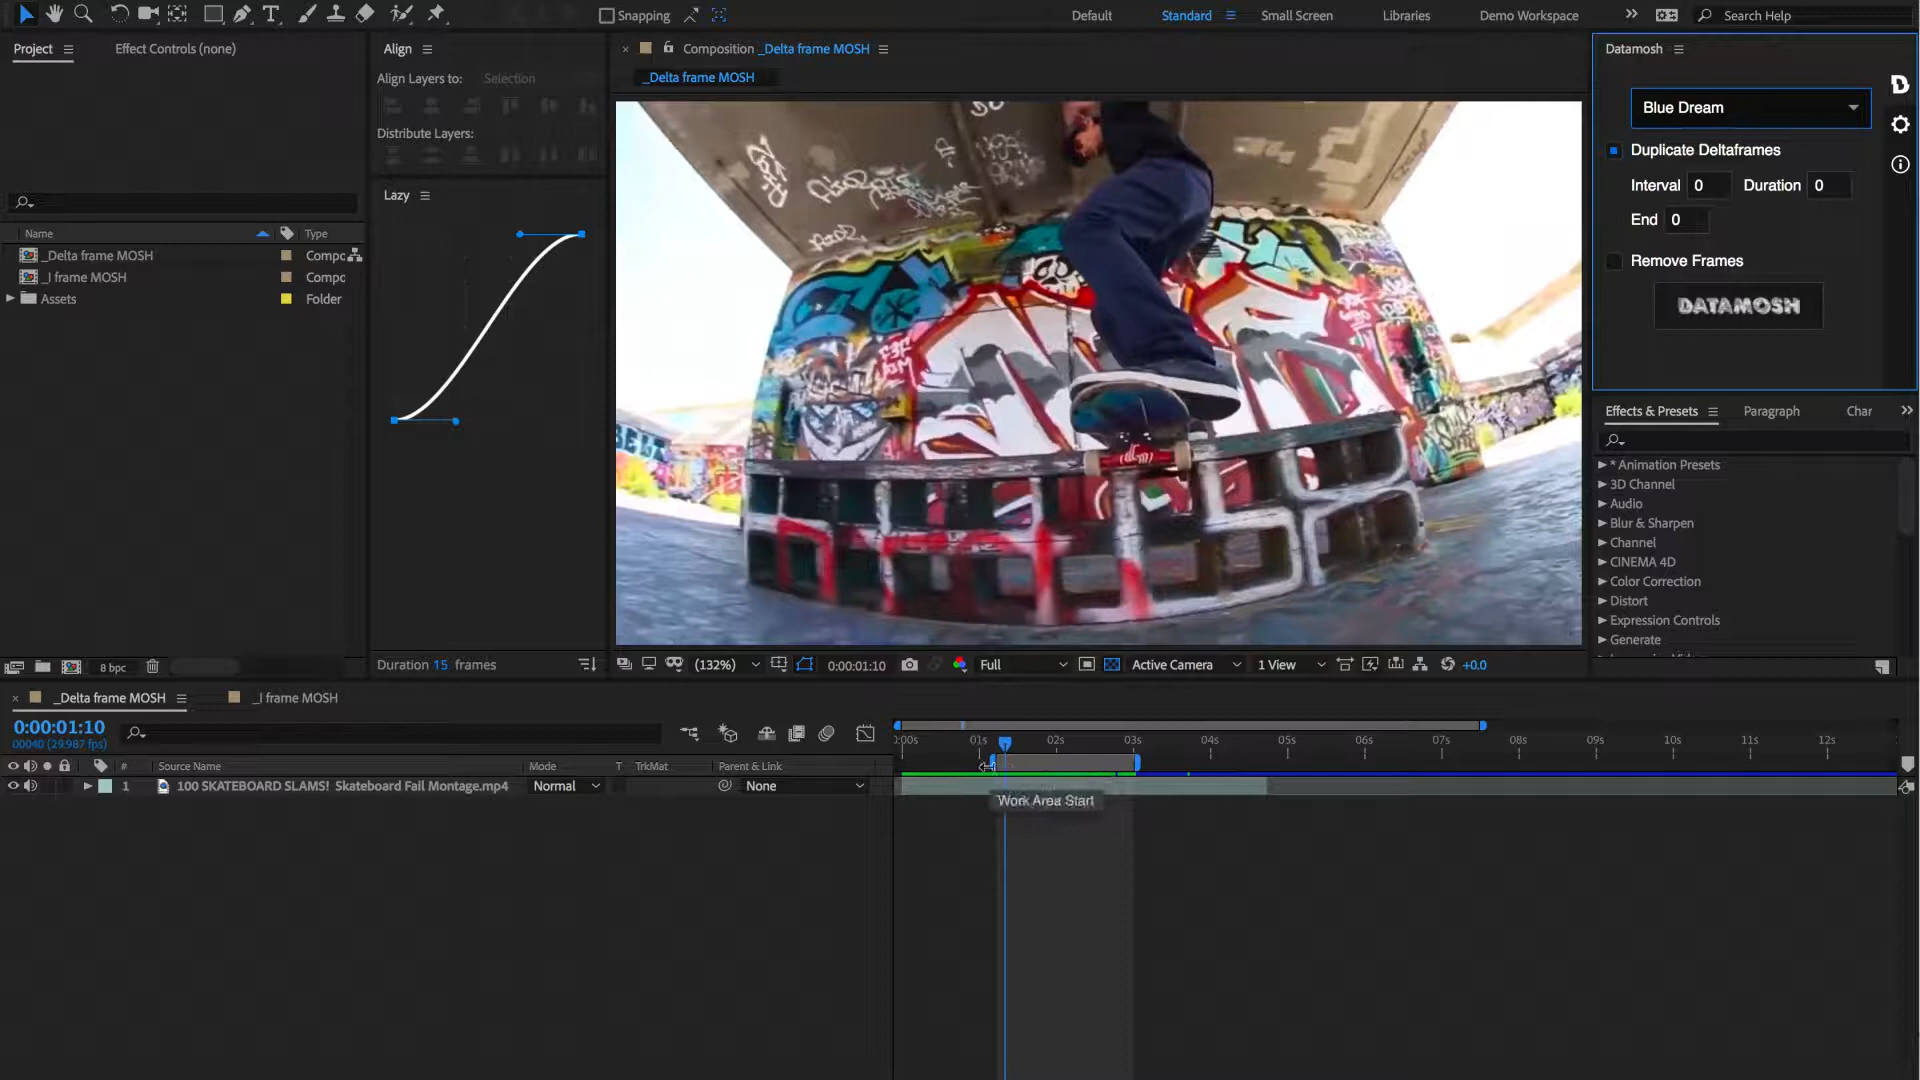 Snapping
Default
Standard
Small Screen
Libraries
Demo Workspace
Search Help
Project
Effect Controls (none)
Align
Composition _Delta frame MOSH
Datamosh
Align Layers to:
Selection
_Delta frame MOSH
Blue Dream
Distribute Layers:
Duplicate Deltaframes
Interval 0
Duration 0
Lazy
End 0
Name
Type
_Delta frame MOSH
Compo
_I frame MOSH
Compo
Assets
Folder
Remove Frames
DATAMOSH
Effects & Presets
Paragraph
Char
* Animation Presets
3D Channel
Audio
Blur & Sharpen
Channel
CINEMA 4D
Color Correction
Distort
Expression Controls
Generate
8 bpc
Duration 15 frames
(132%)
0:00:01:10
Full
Active Camera
1 View
+0.0
_Delta frame MOSH
_I frame MOSH
0:00:01:10
00040 (29.987 fps)
:00s 01s 02s 03s 04s 05s 06s 07s 08s 09s 10s 11s 12s
# Source Name
Mode
T TrkMat
Parent & Link
1 100 SKATEBOARD SLAMS! Skateboard Fall Montage.mp4
Normal
None
Work Area Start